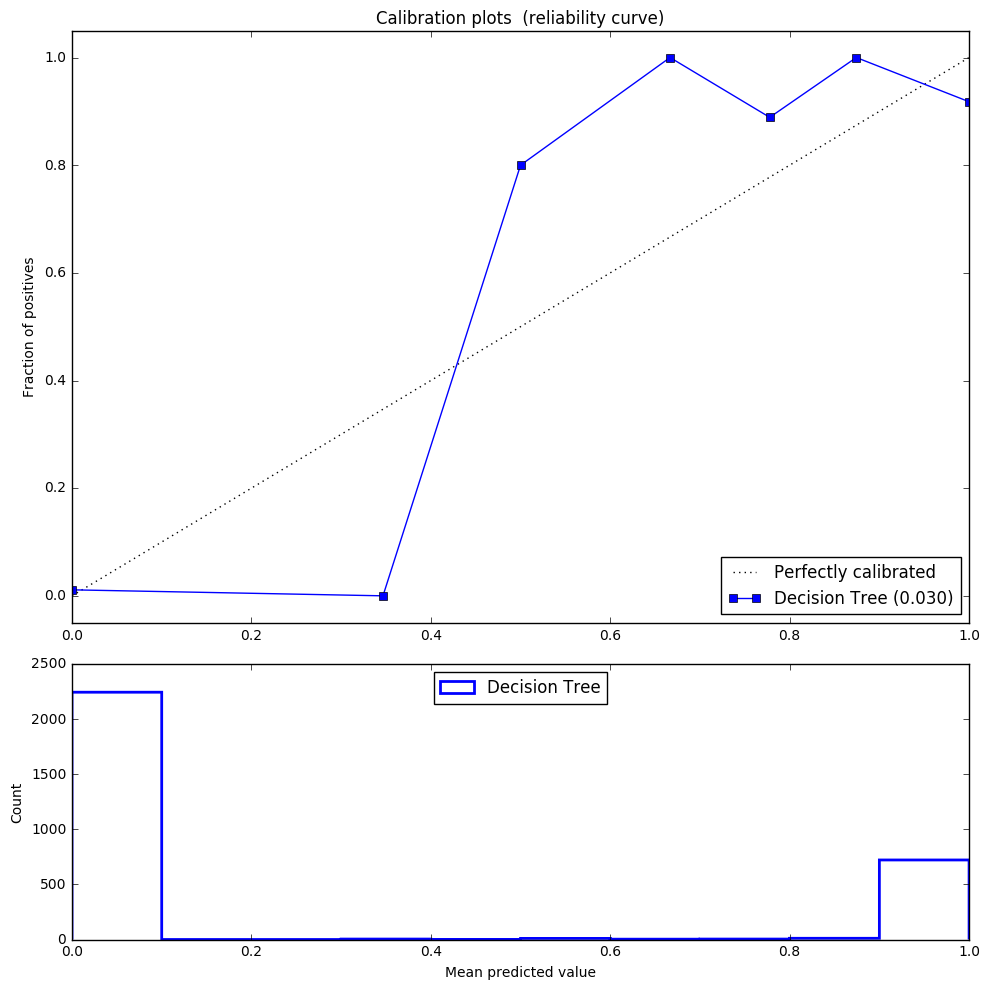 Calibration plots  (reliability curve)
1.0
0.8
0.6
0.4
0.2
0.0
Fraction of positives
Perfectly calibrated
Decision Tree (0.030)
0.0 0.2 0.4 0.6 0.8 1.0
2500
2000
1500
1000
500
0
Count
Decision Tree
0.0 0.2 0.4 0.6 0.8 1.0
Mean predicted value